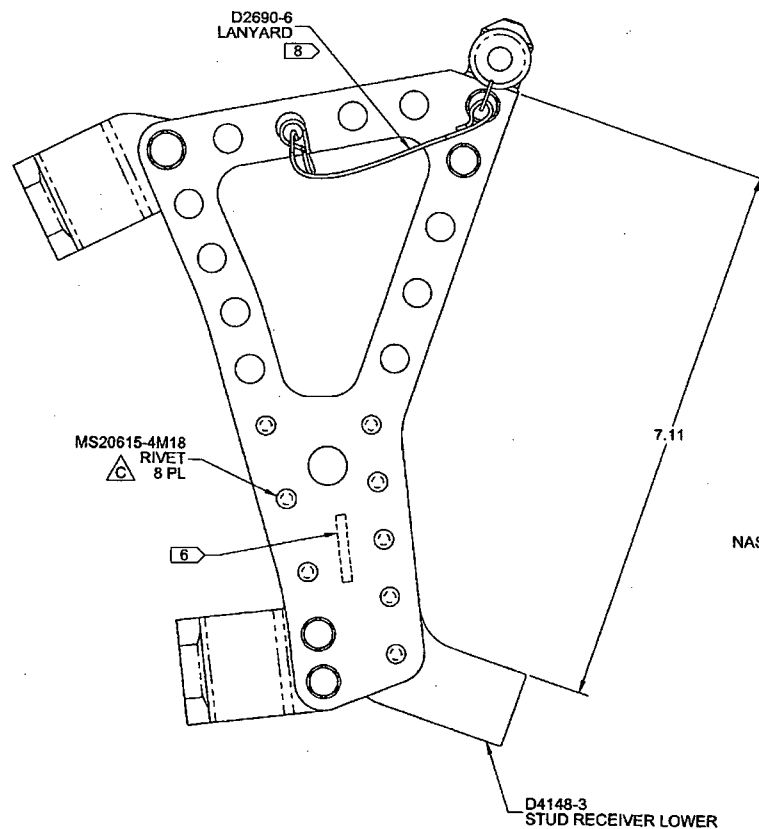 D2690-6
LANYARD
8
MS20615-4M18
RIVET
C 8 PL
7.11
6
NAS
D4148-3
STUD RECEIVER LOWER